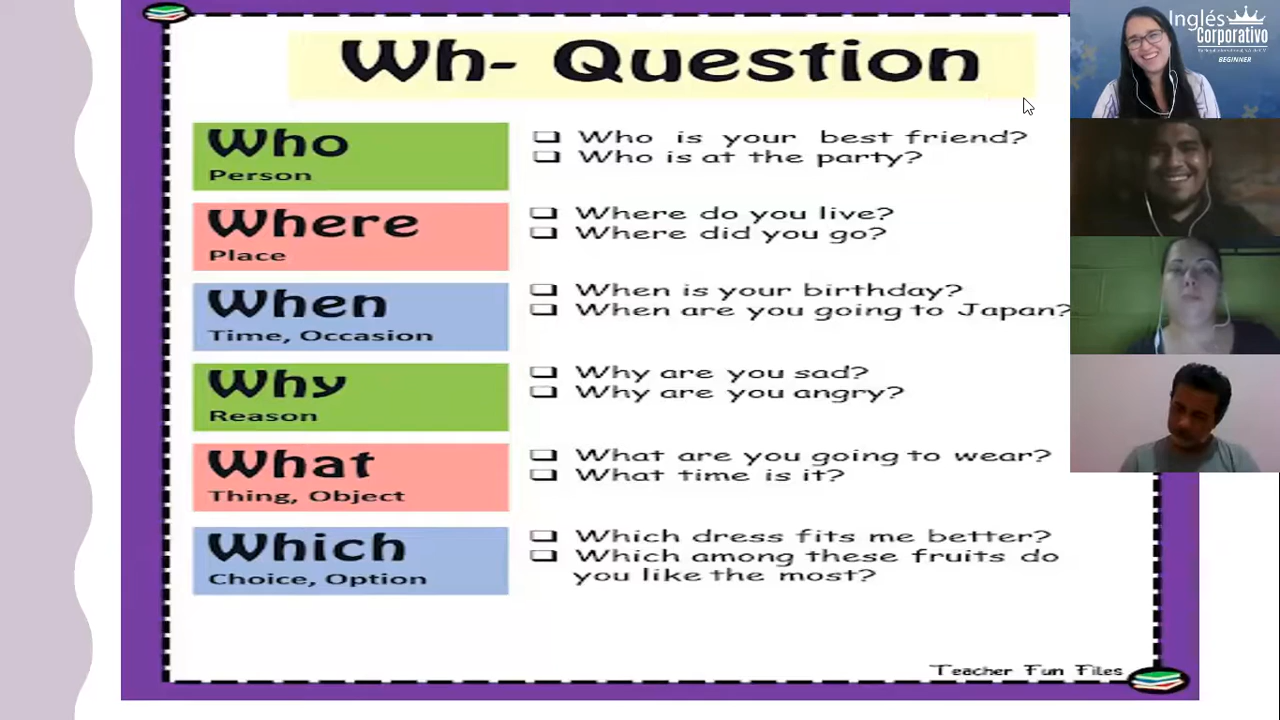 Wh- Question
Who
Person
Who is your best friend?
Who is at the party?
Where
Place
Where do you live?
Where did you go?
When
Time, Occasion
When is your birthday?
When are you going to Japan?
Why
Reason
Why are you sad?
Why are you angry?
What
Thing, Object
What are you going to wear?
What time is it?
Which
Choice, Option
Which dress fits me better?
Which among these fruits do
you like the most?
Teacher Fun Files
Inglés
Corporativo
BEGINNER